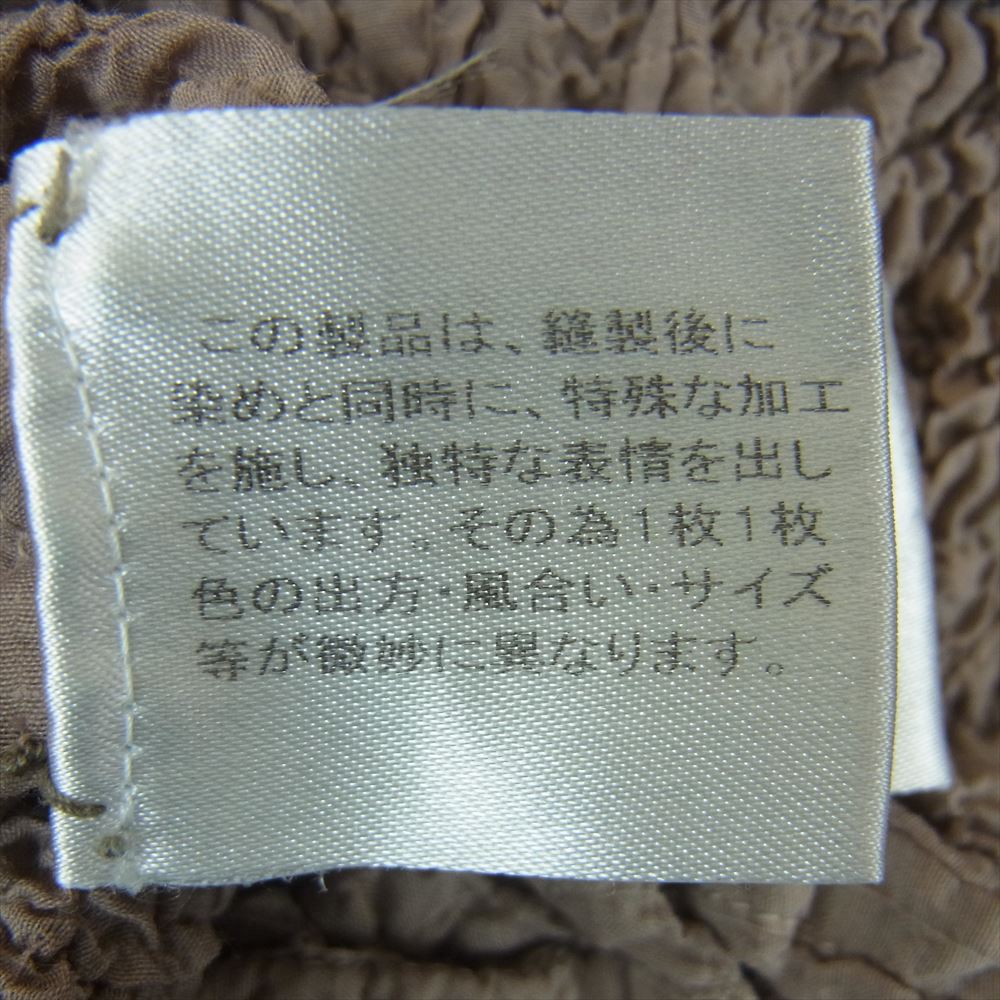 この製品は、縫製後に
染めと同時に、特殊な加工
を施し、独特な表情を出し
ています。その為1枚1枚
色の出方・風合い・サイズ
等が微妙に異なります。